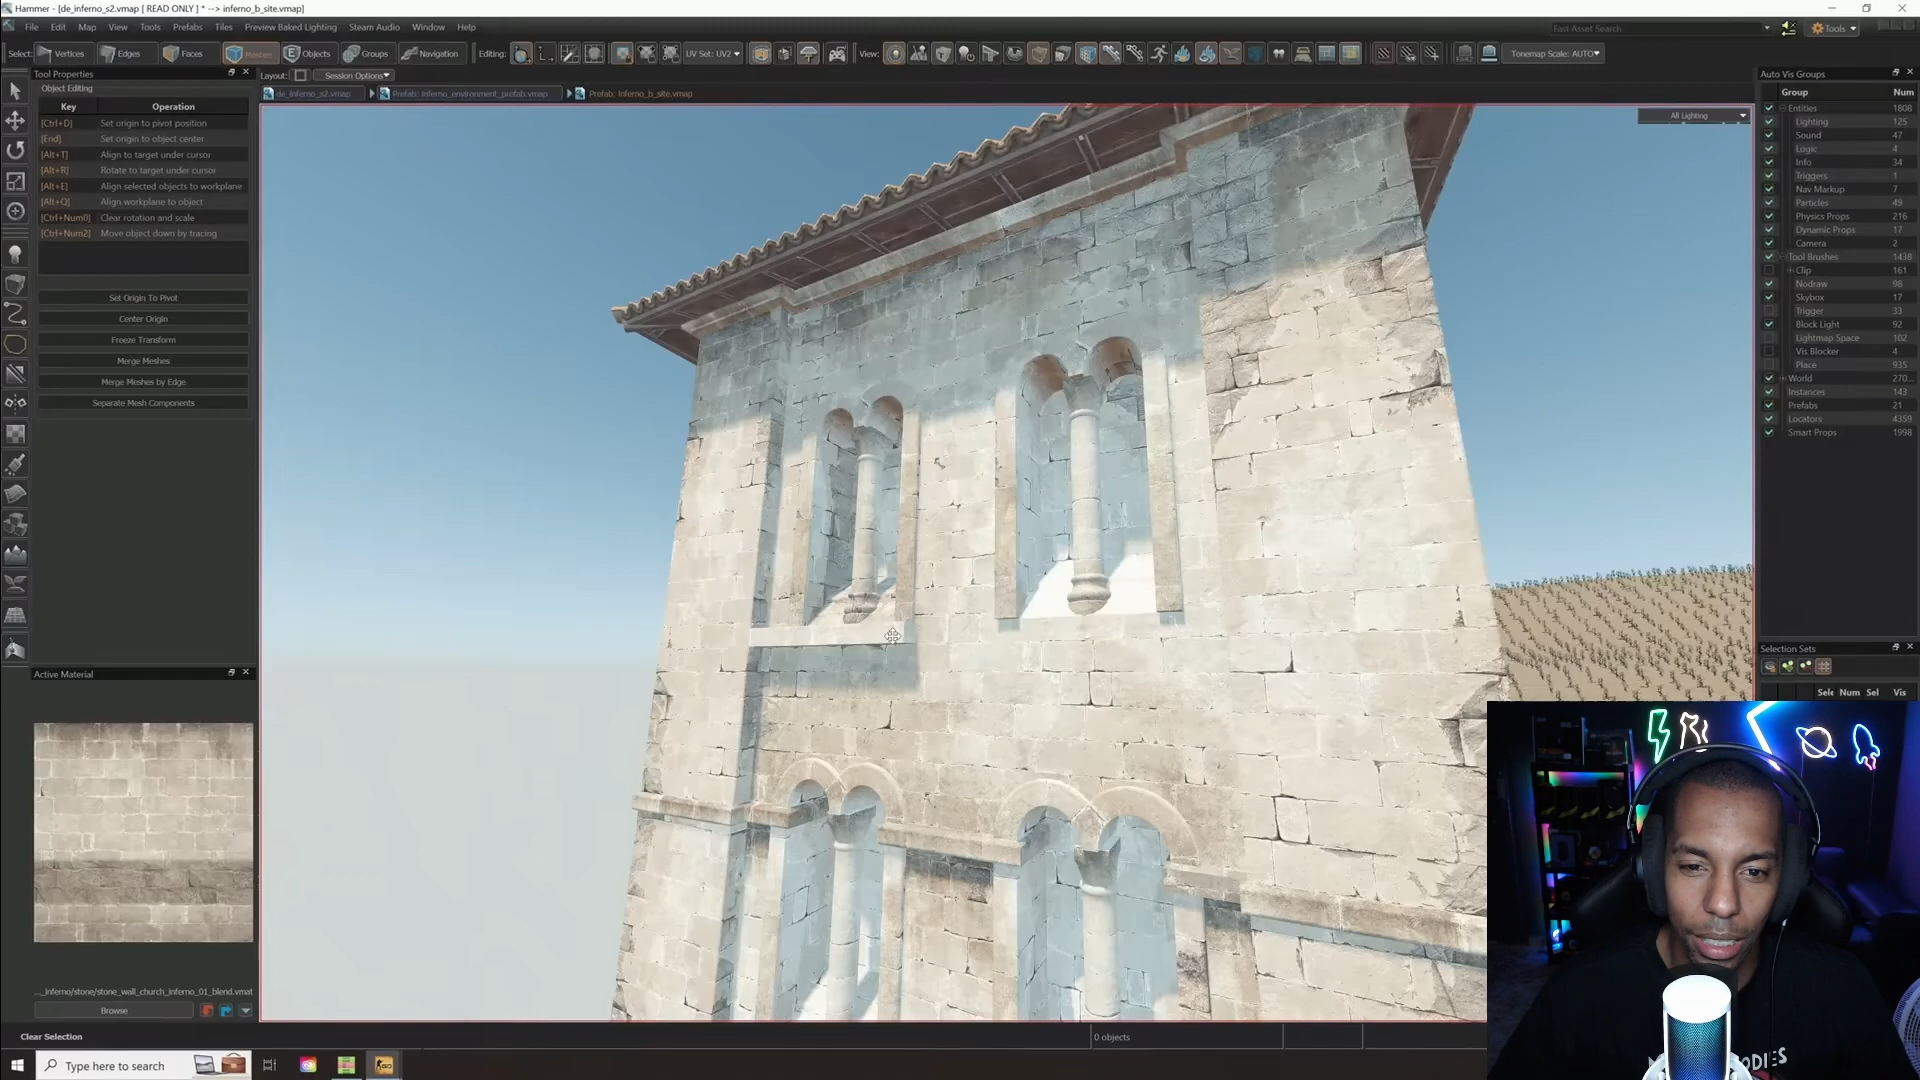 Hammer - [de_inferno_s2.vmap [ READ ONLY ] * --> inferno_b_site.vmap]
File Edit Map View Tools Prefabs Tiles Preview Baked Lighting Steam Audio Window Help
Fast Asset Search
Tools
Select: Vertices Edges Faces Meshes Objects Groups Navigation Editing: UV Set: UV2 View: Tonemap Scale: AUTO
Tool Properties
Layout: Session Options
Object Editing
de_inferno_s2.vmap Prefab: inferno_environment_prefab.vmap Prefab: inferno_b_site.vmap
Key Operation
[Ctrl+D] Set origin to pivot position
[End] Set origin to object center
[Alt+T] Align to target under cursor
[Alt+R] Rotate to target under cursor
[Alt+E] Align selected objects to workplane
[Alt+Q] Align workplane to object
[Ctrl+Num0] Clear rotation and scale
[Ctrl+Num2] Move object down by tracing
Set Origin To Pivot
Center Origin
Freeze Transform
Merge Meshes
Merge Meshes by Edge
Separate Mesh Components
All Lighting
Auto Vis Groups
Group Num
Entities 1808
Lighting 125
Sound 47
Logic 4
Info 34
Triggers 1
Nav Markup 7
Particles 49
Physics Props 216
Dynamic Props 17
Camera 2
Tool Brushes 1438
Clip 161
Nodraw 98
Skybox 17
Trigger 33
Block Light 92
Lightmap Space 102
Vis Blocker 4
Place 935
World 270...
Instances 143
Prefabs 21
Locators 4359
Smart Props 1998
Selection Sets
Sele Num Sel Vis
Active Material
..._inferno/stone/stone_wall_church_inferno_01_blend.vmat
Browse
Clear Selection
0 objects
Type here to search